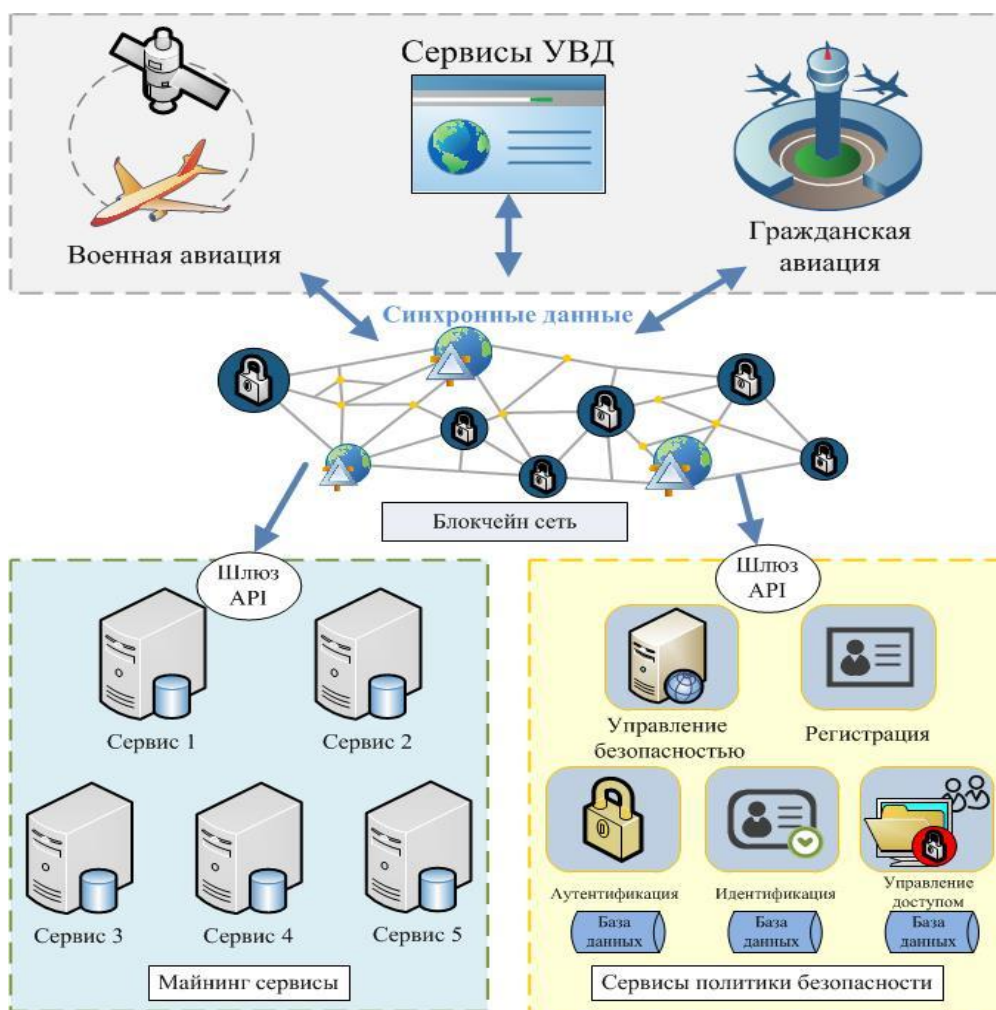 Сервисы УВД
Военная авиация
Гражданская
авиация
Синхронные данные
Блокчейн сеть
Шлюз
API
Сервис 1
Сервис 2
Сервис 3
Сервис 4
Сервис 5
Майнинг сервисы
Шлюз
API
Управление
безопасностью
Регистрация
Аутентификация
Идентификация
Управление
доступом
База
данных
База
данных
База
данных
Сервисы политики безопасности